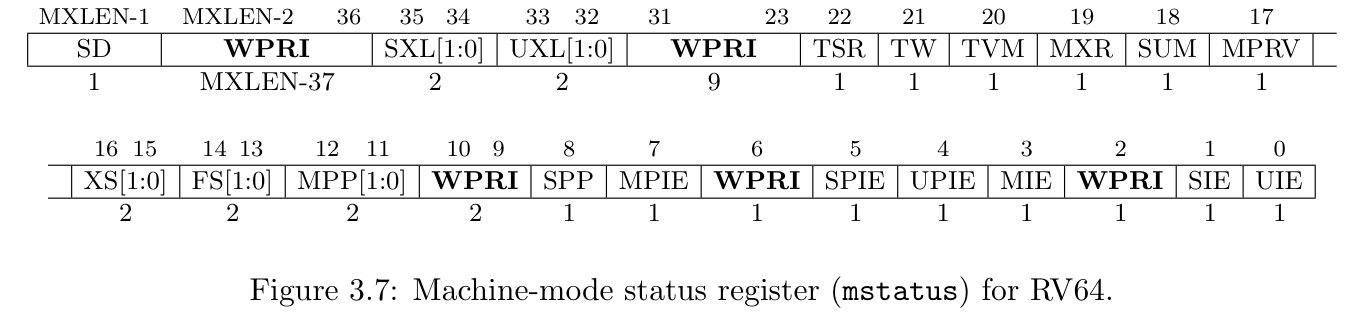 MXLEN-1 MXLEN-2 36 35 34 33 32 31 23 22 21 20 19 18 17
SD WPRI SXL[1:0] UXL[1:0] WPRI TSR TW TVM MXR SUM MPRV
1 MXLEN-37 2 2 9 1 1 1 1 1 1
16 15 14 13 12 11 10 9 8 7 6 5 4 3 2 1 0
XS[1:0] FS[1:0] MPP[1:0] WPRI SPP MPIE WPRI SPIE UPIE MIE WPRI SIE UIE
2 2 2 2 1 1 1 1 1 1 1 1 1
Figure 3.7: Machine-mode status register (mstatus) for RV64.